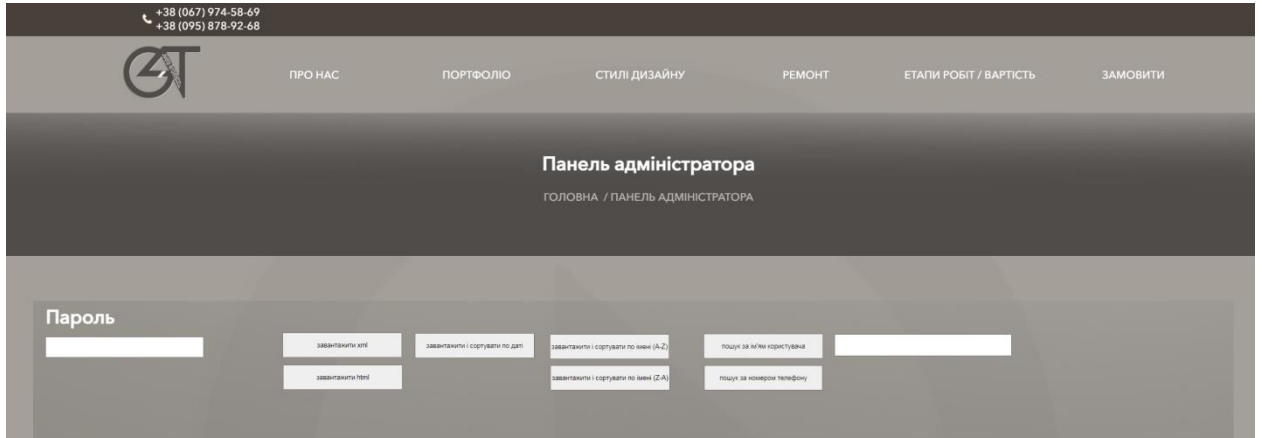 +38 (067) 974-58-69
+38 (095) 878-92-68
ПРО НАС ПОРТФОЛІО СТИЛІ ДИЗАЙНУ РЕМОНТ ЕТАПИ РОБІТ / ВАРТІСТЬ ЗАМОВИТИ
Панель адміністратора
ГОЛОВНА / ПАНЕЛЬ АДМІНІСТРАТОРА
Пароль
завантажити xml завантажити і сортувати по даті завантажити і сортувати по імені (A-Z) пошук за ім'ям користувача
завантажити html завантажити і сортувати по імені (Z-A) пошук за номером телефону